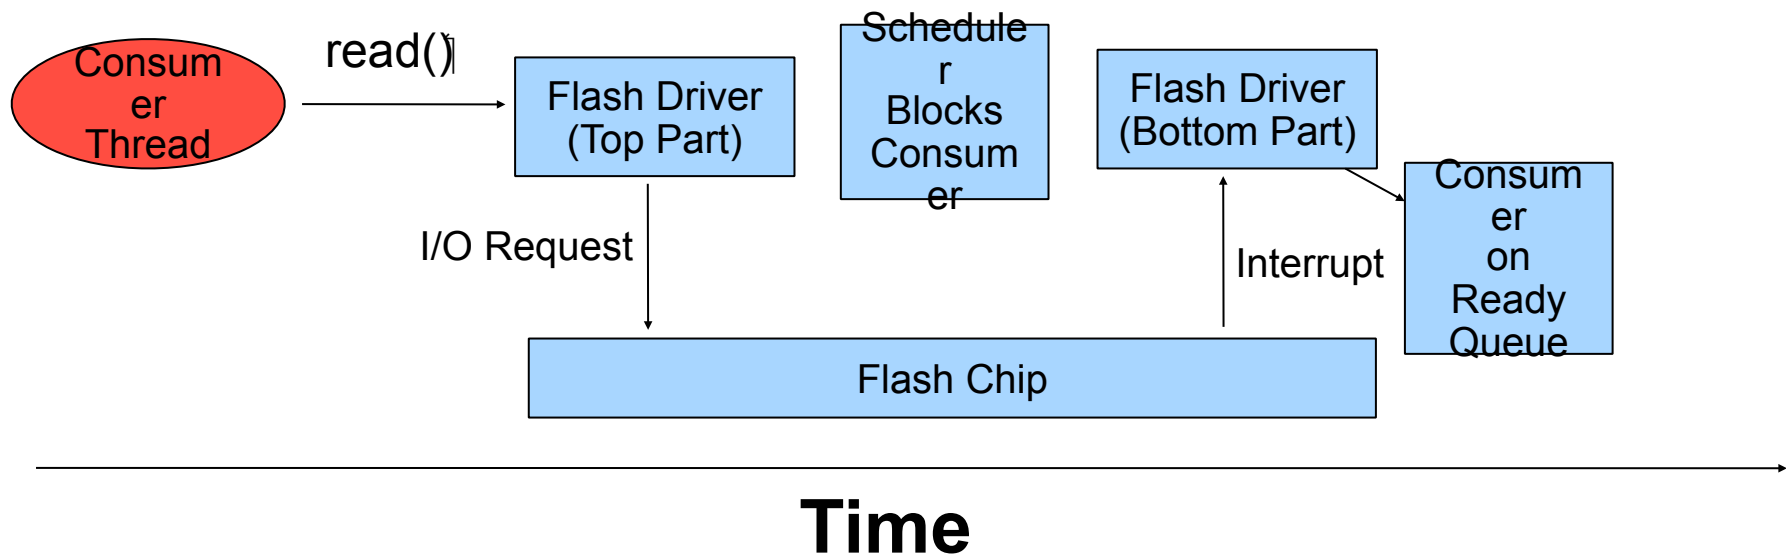 Consum
er
Thread
read()
Flash Driver
(Top Part)
Schedule
r
Blocks
Consum
er
Flash Driver
(Bottom Part)
Consum
er
on
Ready
Queue
I/O Request
Interrupt
Flash Chip
Time